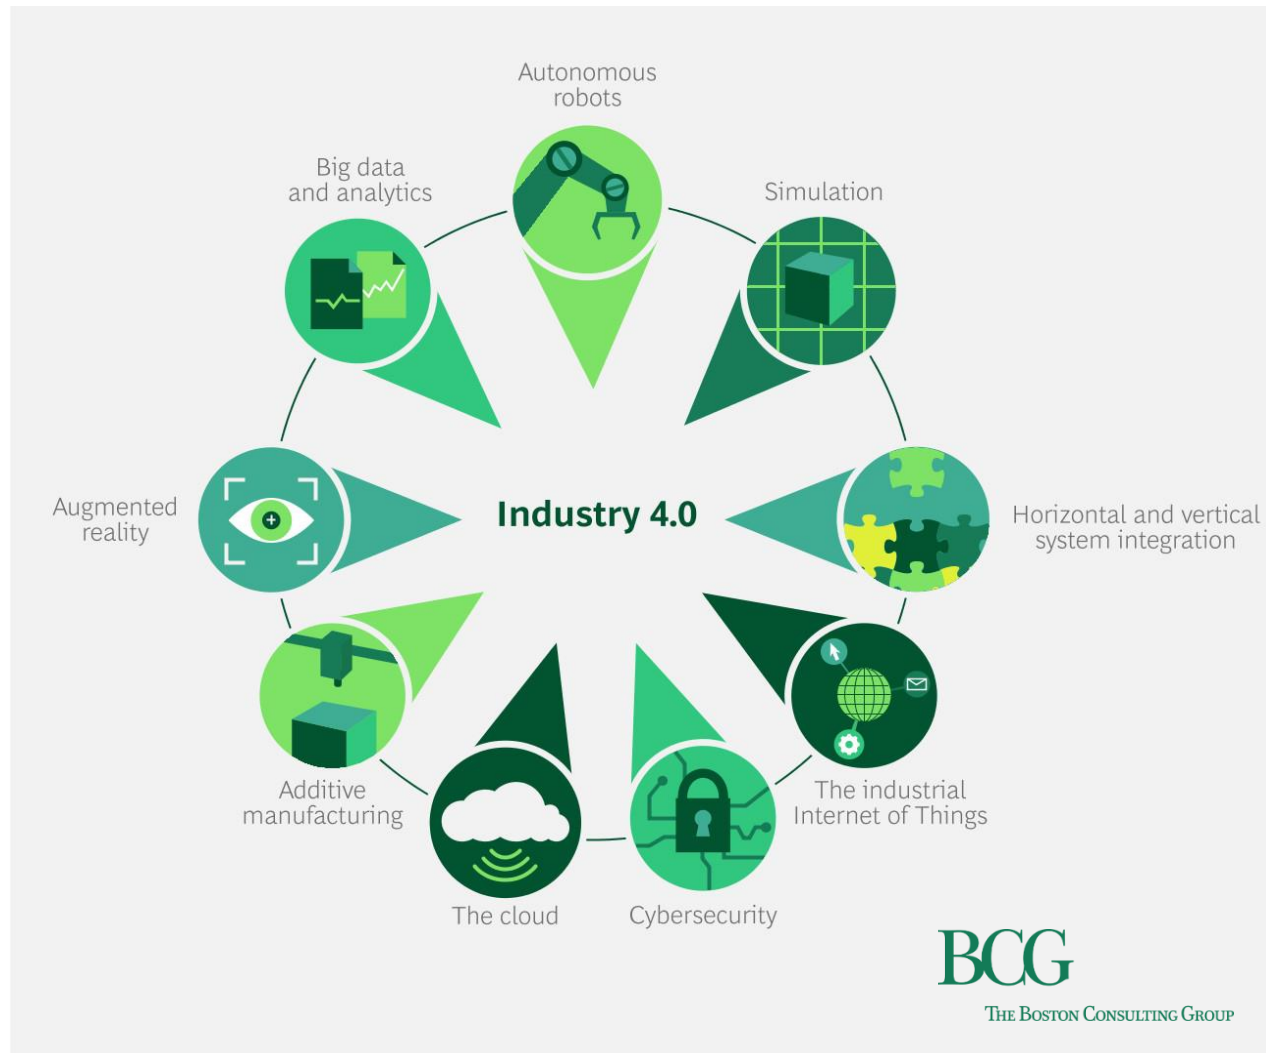 Autonomous
robots
Big data
and analytics
Simulation
Augmented
reality
Industry 4.0
Horizontal and vertical
system integration
Additive
manufacturing
The industrial
Internet of Things
The cloud
Cybersecurity
BCG
THE BOSTON CONSULTING GROUP